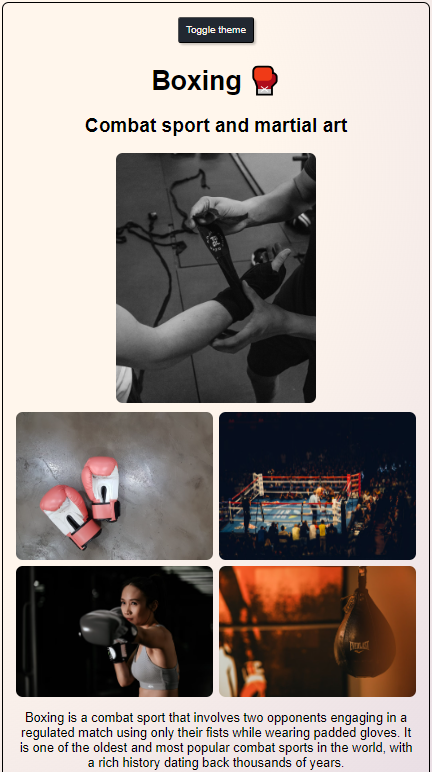 Toggle theme
Boxing 🥊
Combat sport and martial art
EVERLAST
Boxing is a combat sport that involves two opponents engaging in a
regulated match using only their fists while wearing padded gloves. It
is one of the oldest and most popular combat sports in the world, with
a rich history dating back thousands of years.